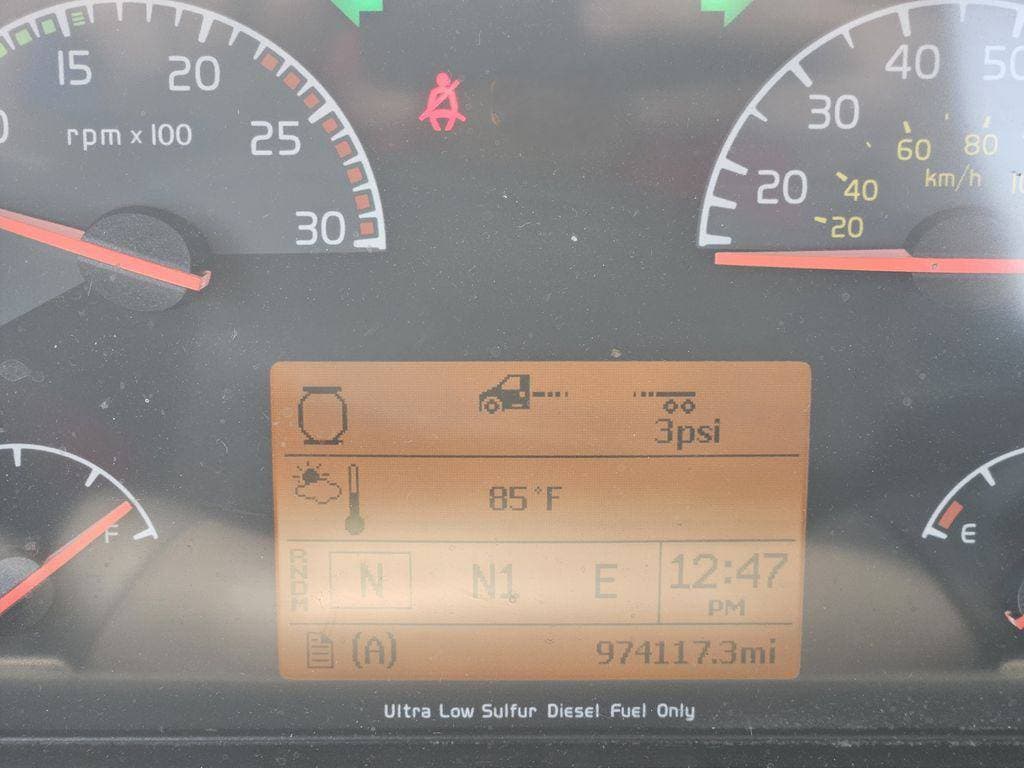 15
20
25
30
rpm x 100
20
30
40
50
20
40
60
80
km/h
3psi
85°F
RNDM
N
N1
E
12:47
PM
(A)
974117.3mi
F
E
Ultra Low Sulfur Diesel Fuel Only